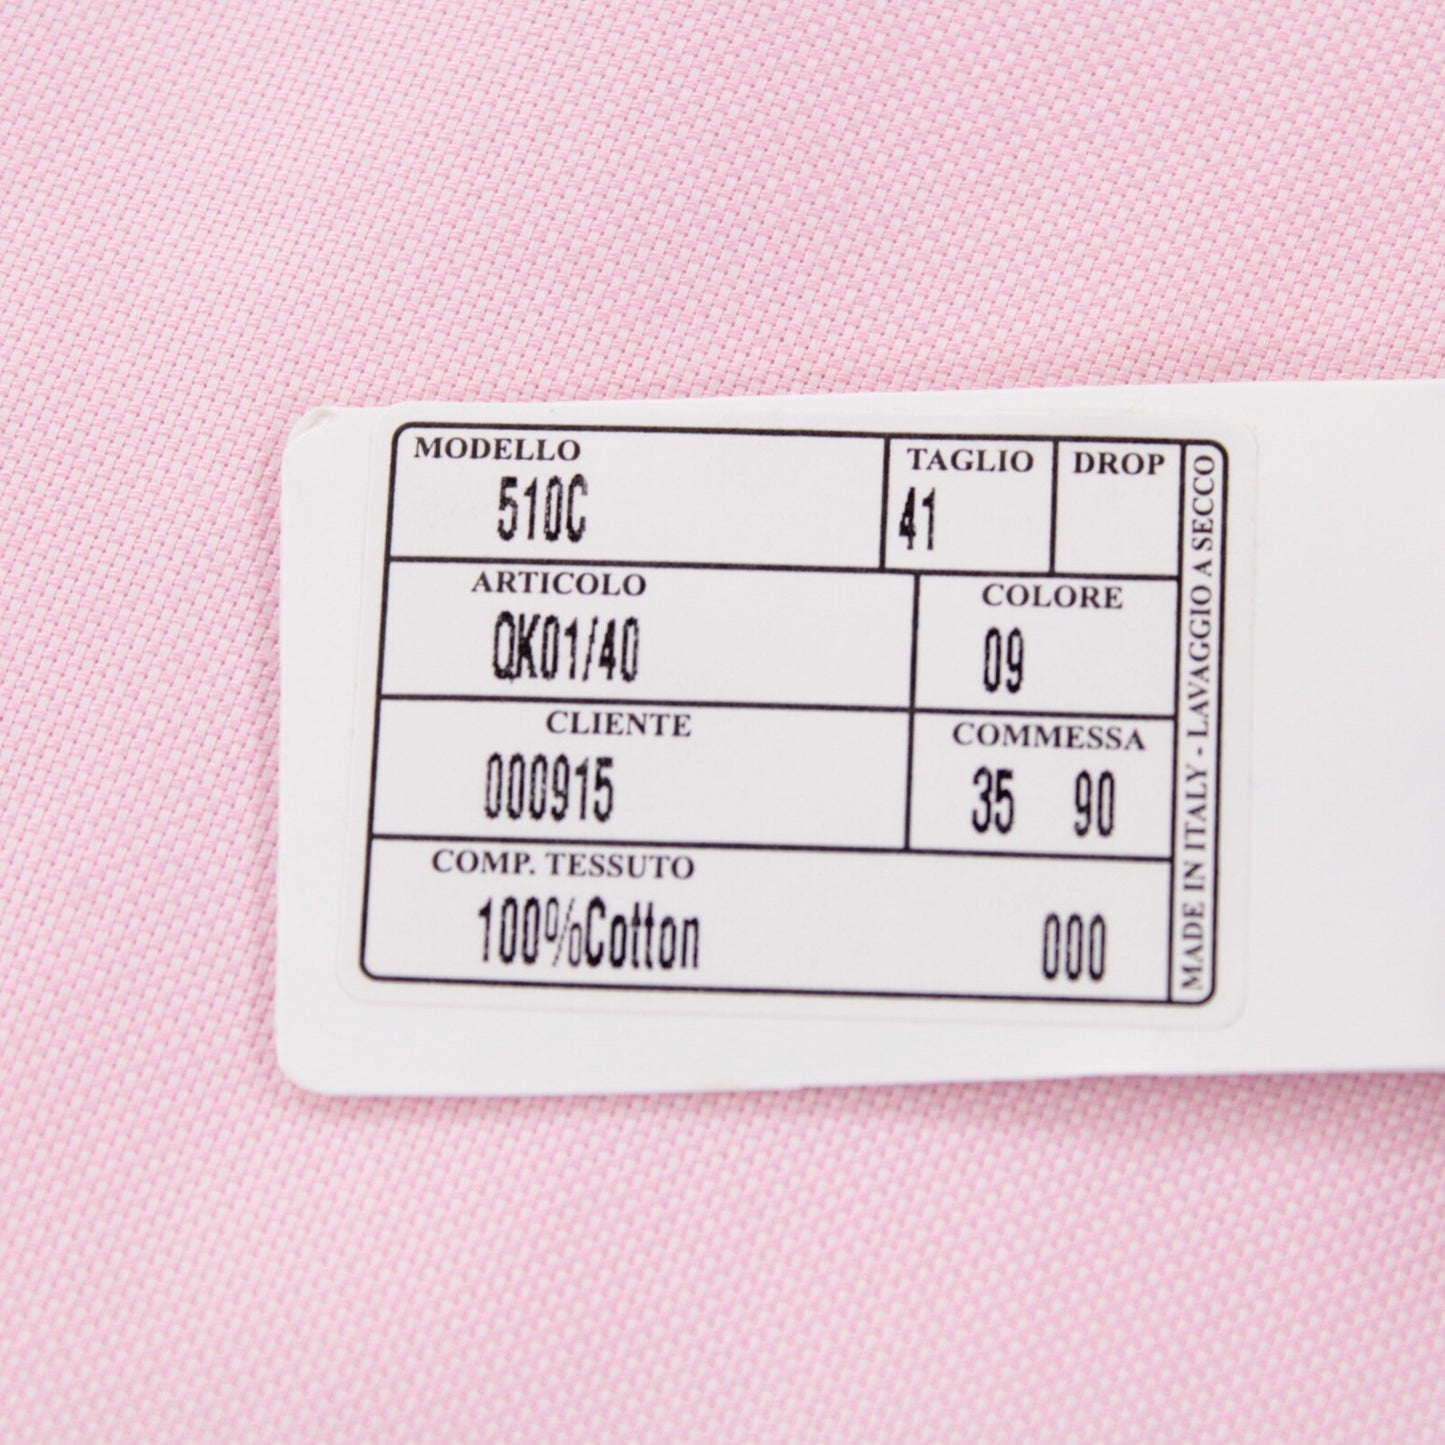 MODELLO TAGLIO DROP
510C 41
ARTICOLO COLORE
QK01/40 09
CLIENTE COMMESSA
000915 35 90
COMP. TESSUTO
100%Cotton 000
MADE IN ITALY - LAVAGGIO A SECCO